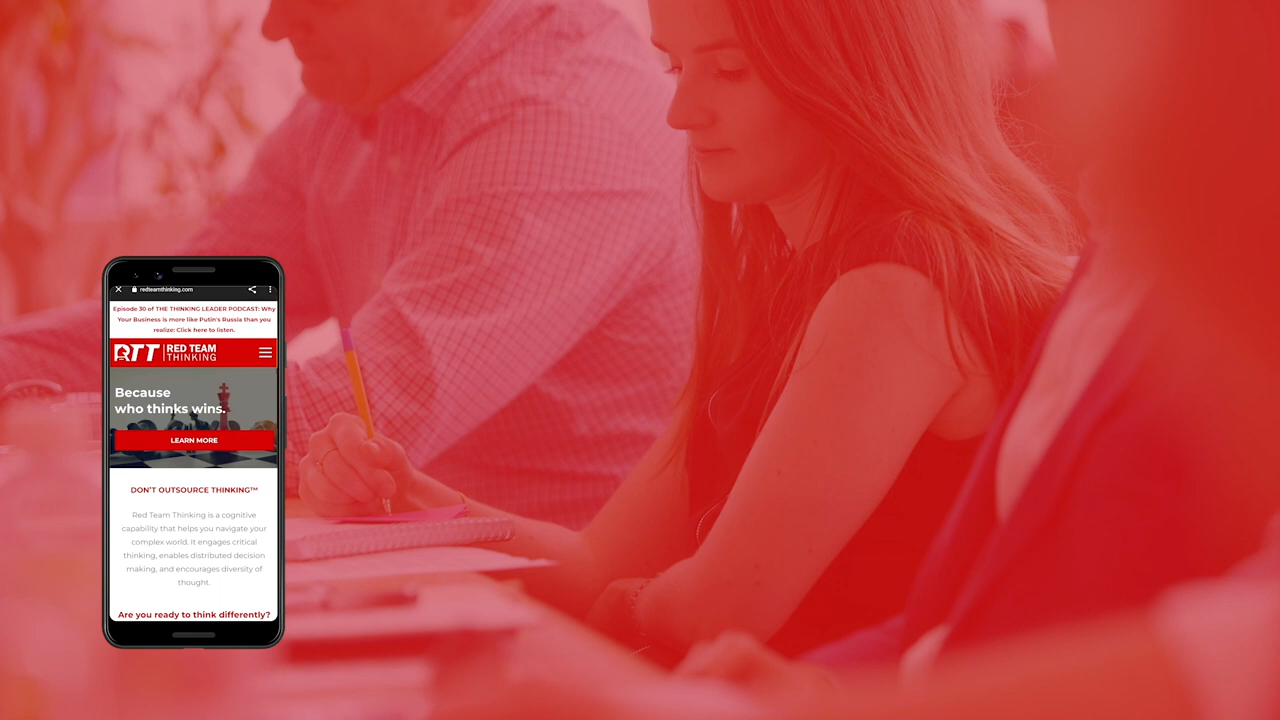 redteamthinking.com
Episode 30 of THE THINKING LEADER PODCAST: Why
Your Business is more like Putin's Russia than you
realize: Click here to listen.
RTT RED TEAM
THINKING
Because
who thinks wins.
LEARN MORE
DON'T OUTSOURCE THINKING™
Red Team Thinking is a cognitive
capability that helps you navigate your
complex world. It engages critical
thinking, enables distributed decision
making, and encourages diversity of
thought.
Are you ready to think differently?